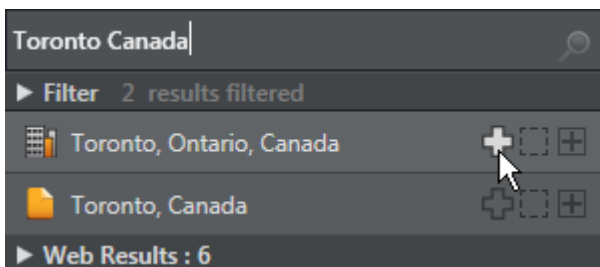 Toronto Canada
Filter 2 results filtered
Toronto, Ontario, Canada
Toronto, Canada
Web Results : 6